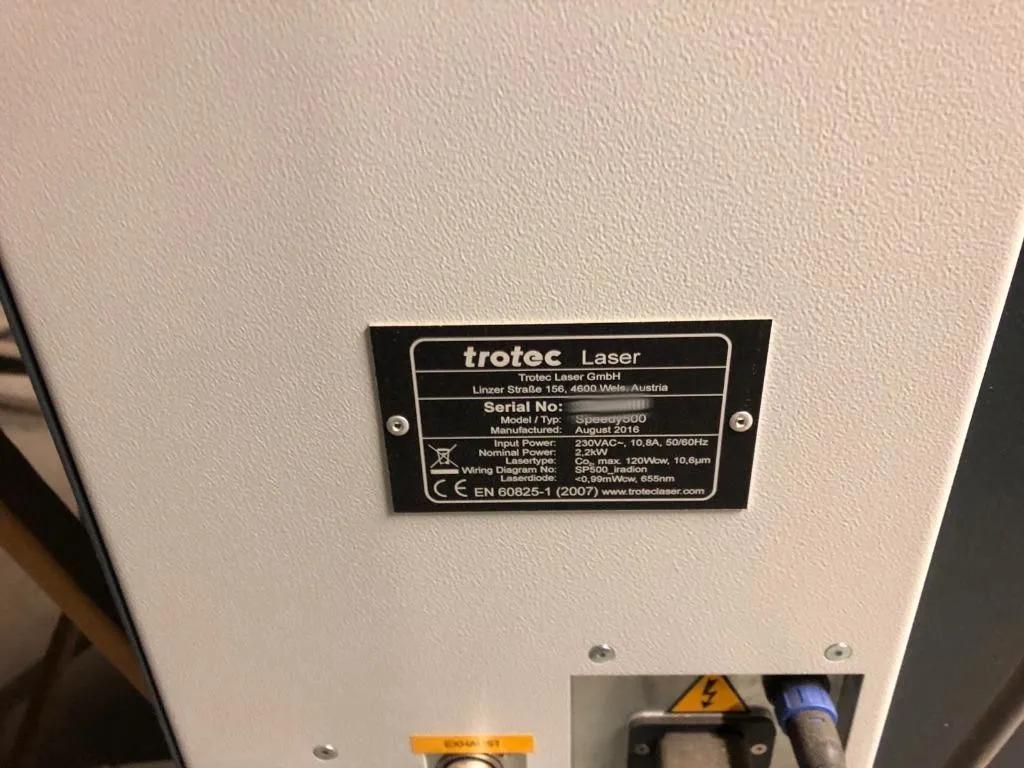 trotec Laser
Trotec Laser GmbH
Linzer Straße 156, 4600 Wels, Austria
Serial No:
Model / Typ: Speedy500
Manufactured: August 2016
Input Power: 230VAC~, 10,8A, 50/60Hz
Nominal Power: 2,2kW
Lasertype: Co₂, max. 120Wcw, 10,6µm
Wiring Diagram No: SP500_iradion
Laserdiode: <0,99mWcw, 655nm
CE EN 60825-1 (2007) www.troteclaser.com
EXHAUST